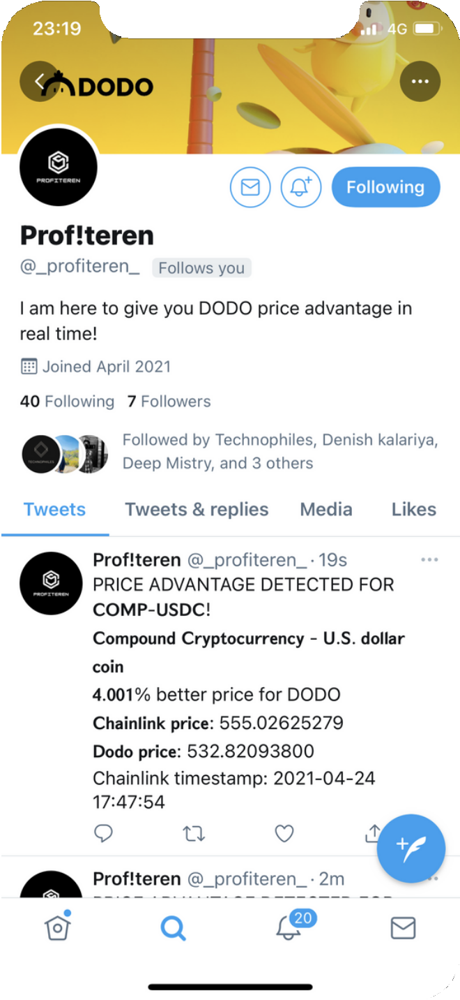 23:19
4G
DODO
PROFITEREN
Following
Prof!teren
@_profiteren_ Follows you
I am here to give you DODO price advantage in
real time!
Joined April 2021
40 Following 7 Followers
TECHNOPHILES
Followed by Technophiles, Denish kalariya,
Deep Mistry, and 3 others
Tweets Tweets & replies Media Likes
PROFITEREN
Prof!teren @_profiteren_ · 19s
PRICE ADVANTAGE DETECTED FOR
COMP-USDC!
Compound Cryptocurrency - U.S. dollar
coin
4.001% better price for DODO
Chainlink price: 555.02625279
Dodo price: 532.82093800
Chainlink timestamp: 2021-04-24
17:47:54
Prof!teren @_profiteren_ · 2m
20